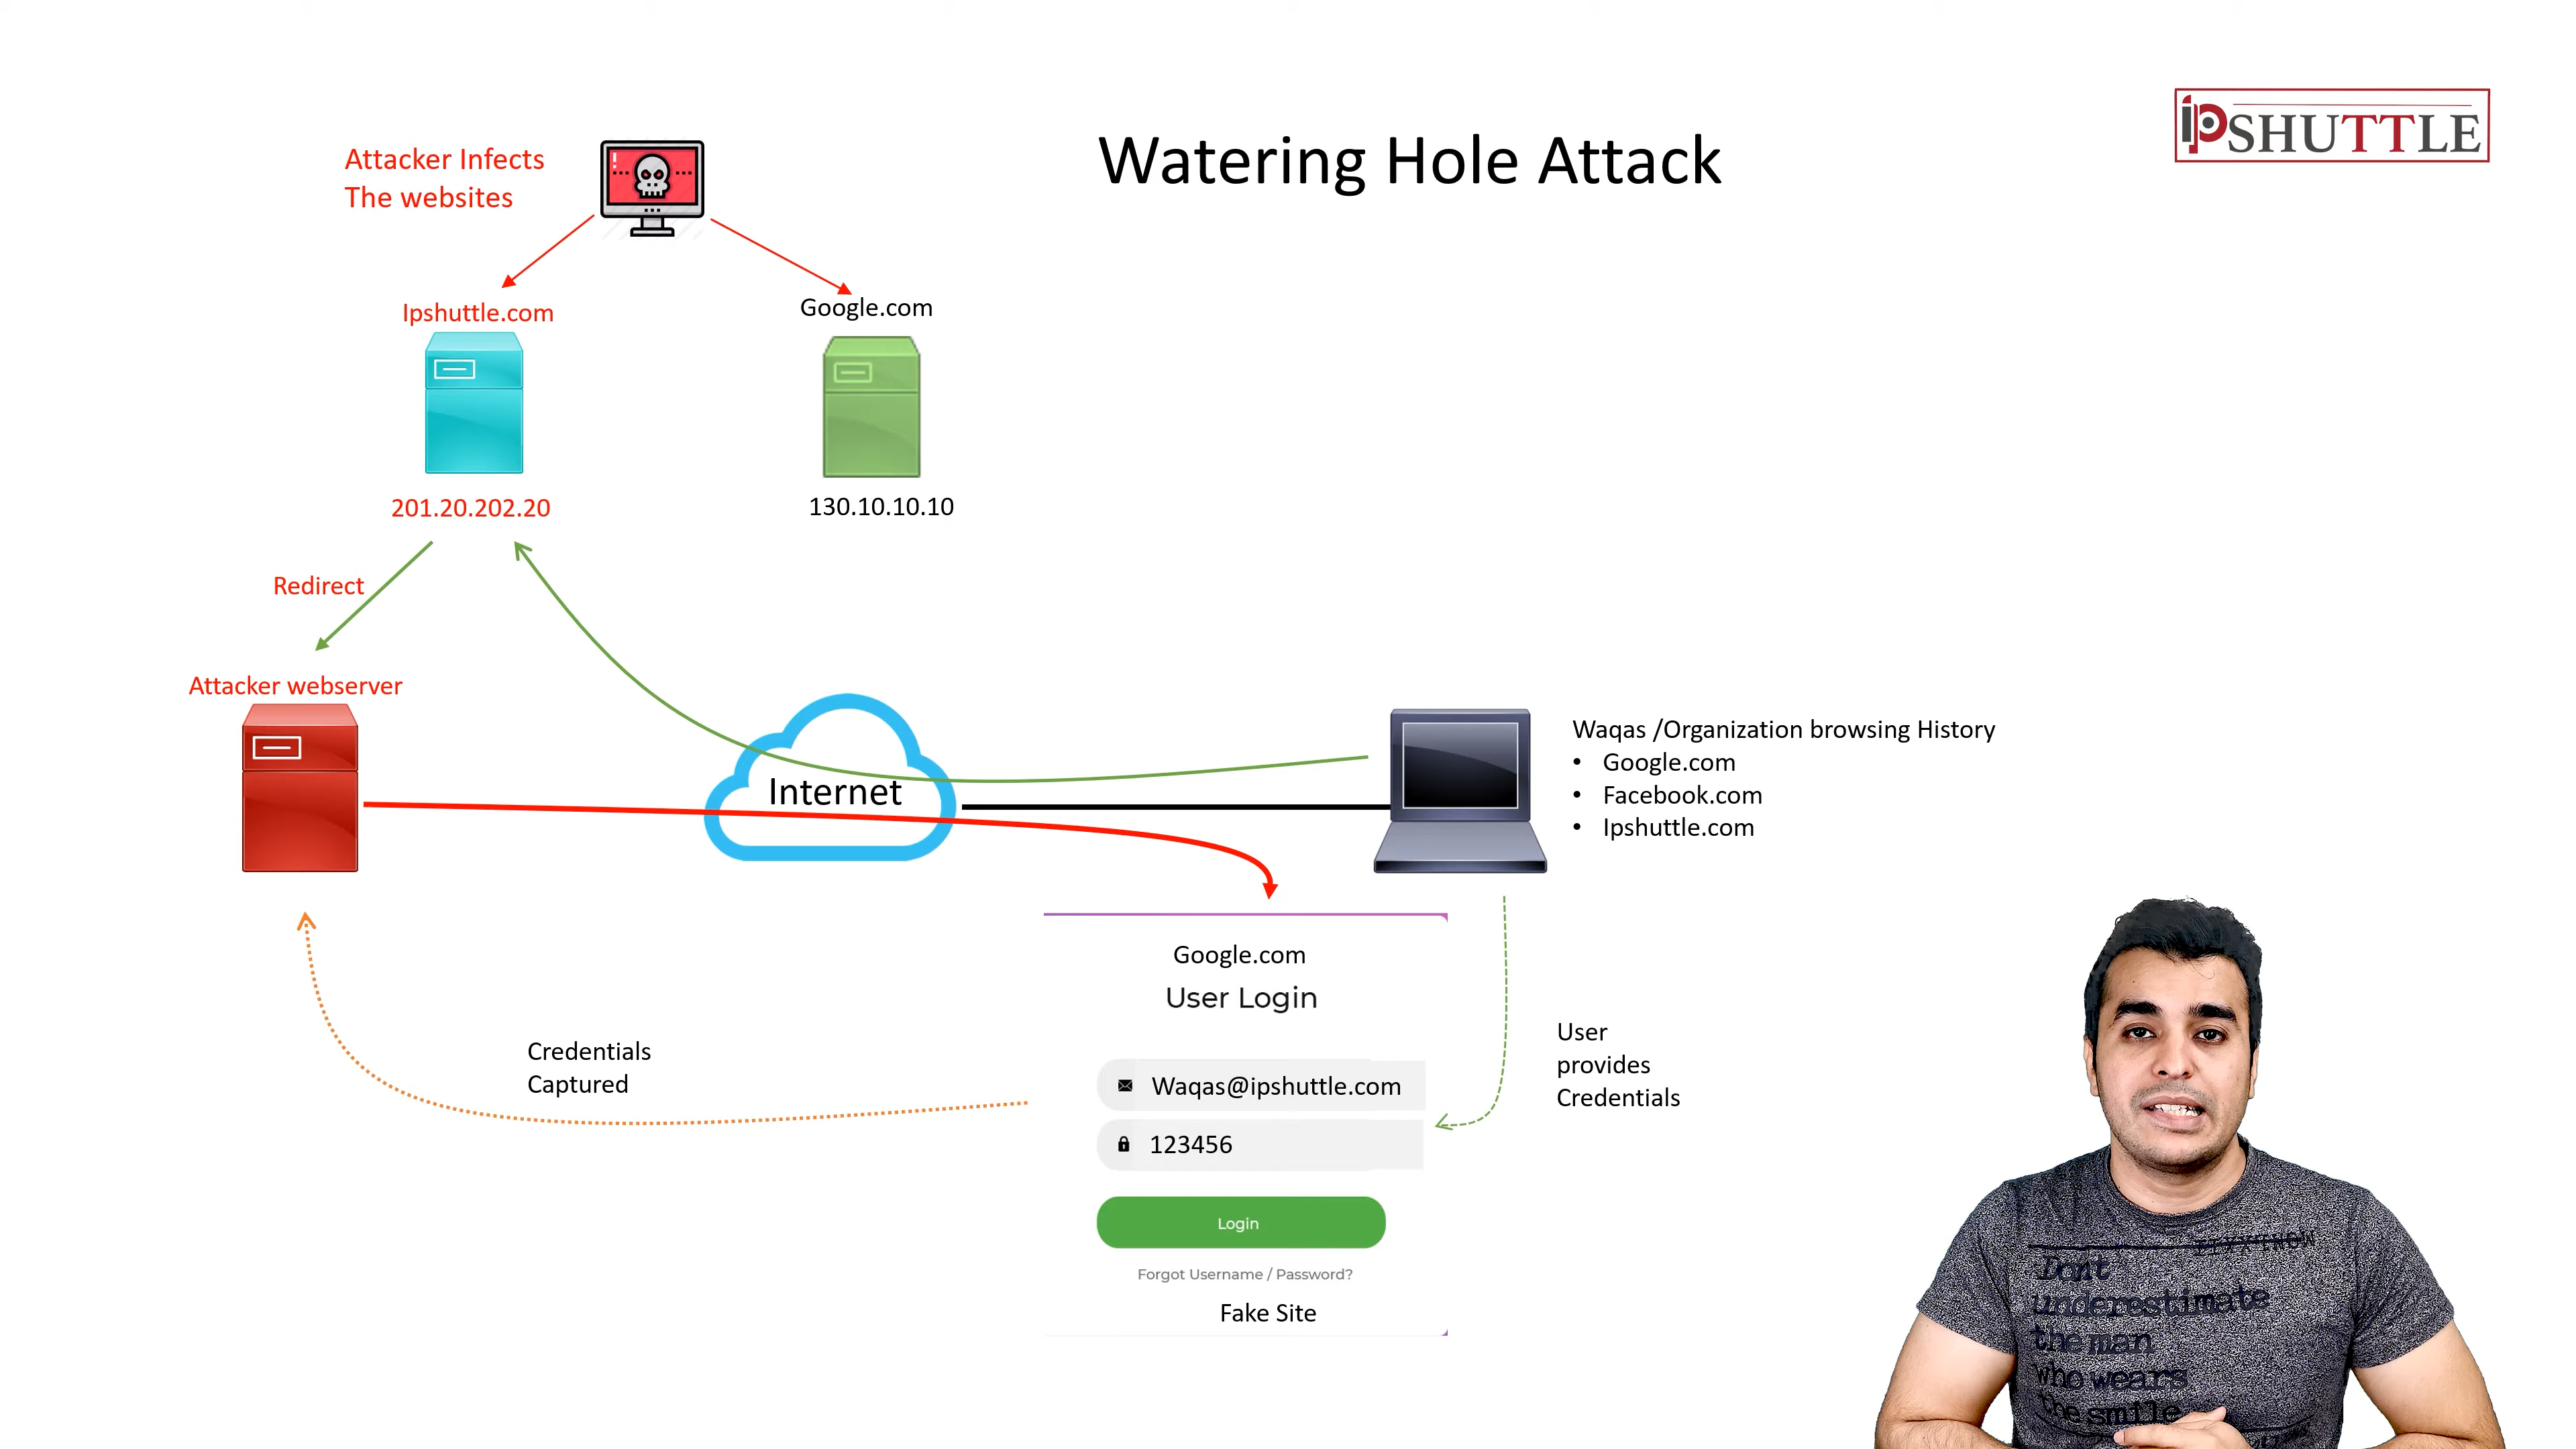 Watering Hole Attack
ipSHUTTLE
Attacker Infects
The websites
Ipshuttle.com
Google.com
201.20.202.20
130.10.10.10
Redirect
Attacker webserver
Internet
Waqas /Organization browsing History
• Google.com
• Facebook.com
• Ipshuttle.com
Google.com
User Login
Waqas@ipshuttle.com
123456
Login
Forgot Username / Password?
Fake Site
Credentials
Captured
User
provides
Credentials
Dont
underestimate
the man
who wears
the smile